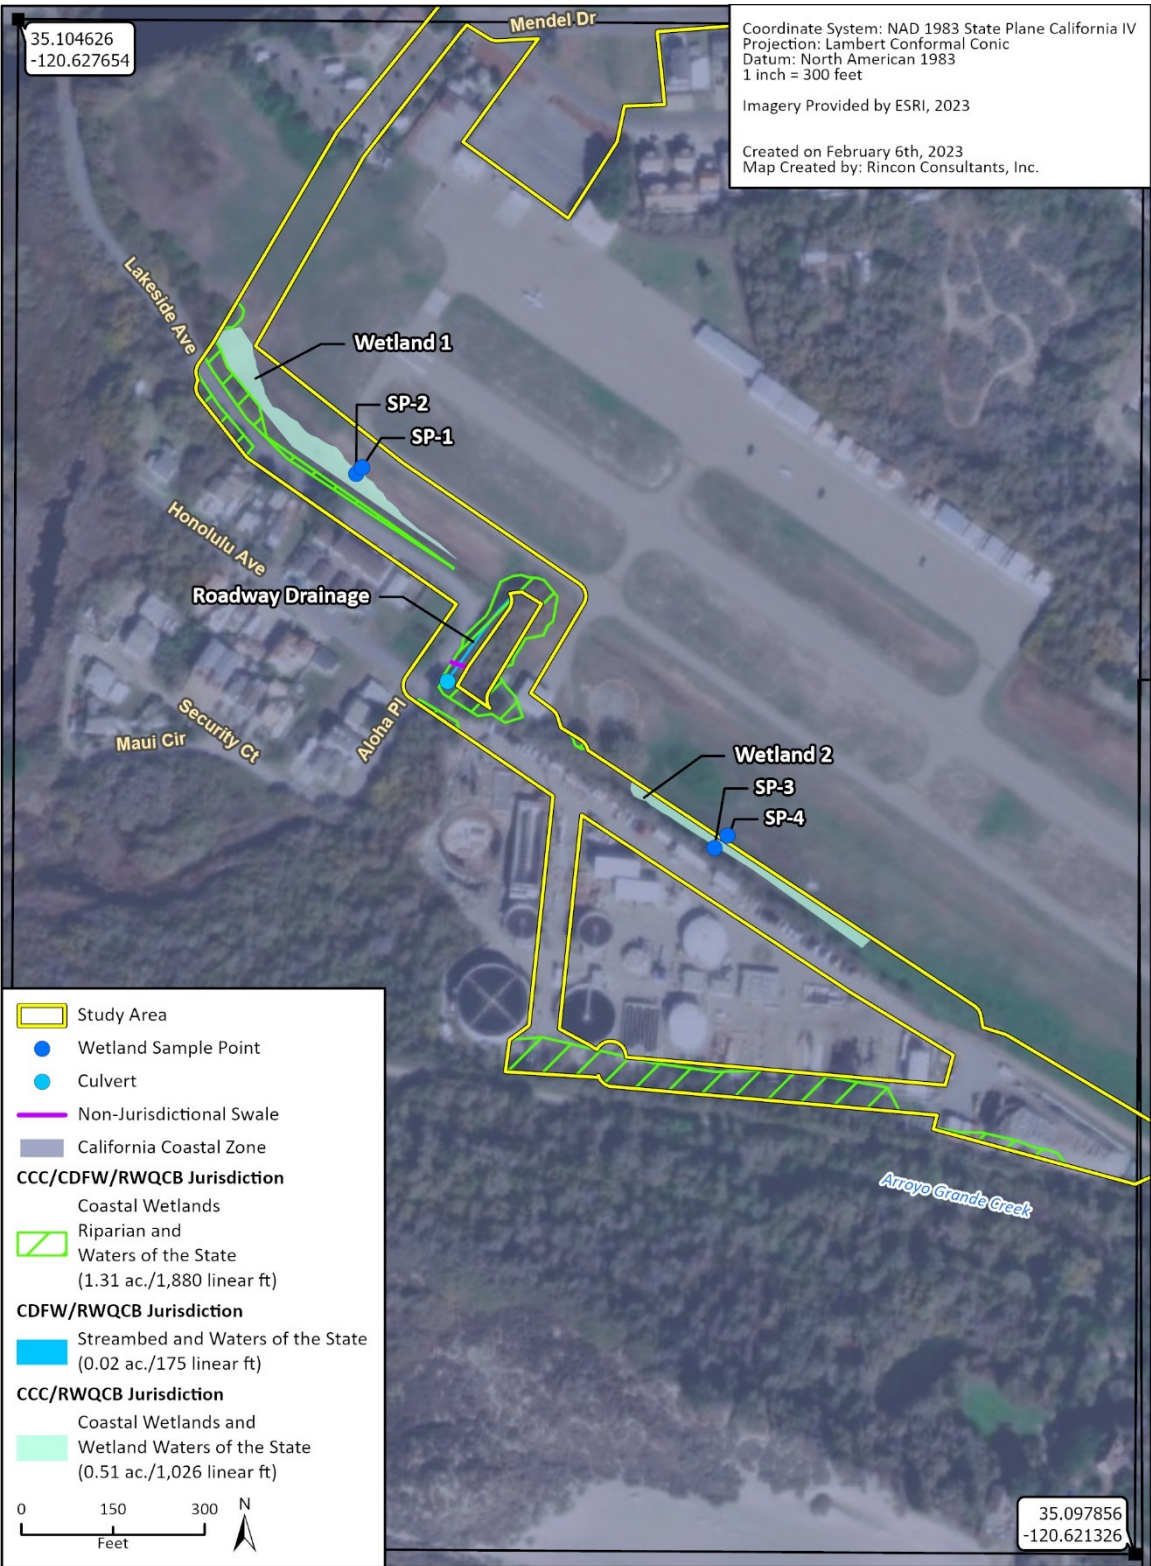 Mendel Dr
35.104626
-120.627654
Coordinate System: NAD 1983 State Plane California IV
Projection: Lambert Conformal Conic
Datum: North American 1983
1 inch = 300 feet
Imagery Provided by ESRI, 2023
Created on February 6th, 2023
Map Created by: Rincon Consultants, Inc.
Lakeside Ave
Wetland 1
SP-2
SP-1
Honolulu Ave
Roadway Drainage
Security Ct
Maui Cir
Aloha Pl
Wetland 2
SP-3
SP-4
Arroyo Grande Creek
Study Area
Wetland Sample Point
Culvert
Non-Jurisdictional Swale
California Coastal Zone
CCC/CDFW/RWQCB Jurisdiction
Coastal Wetlands
Riparian and
Waters of the State
(1.31 ac./1,880 linear ft)
CDFW/RWQCB Jurisdiction
Streambed and Waters of the State
(0.02 ac./175 linear ft)
CCC/RWQCB Jurisdiction
Coastal Wetlands and
Wetland Waters of the State
(0.51 ac./1,026 linear ft)
0 150 300
Feet
N
35.097856
-120.621326